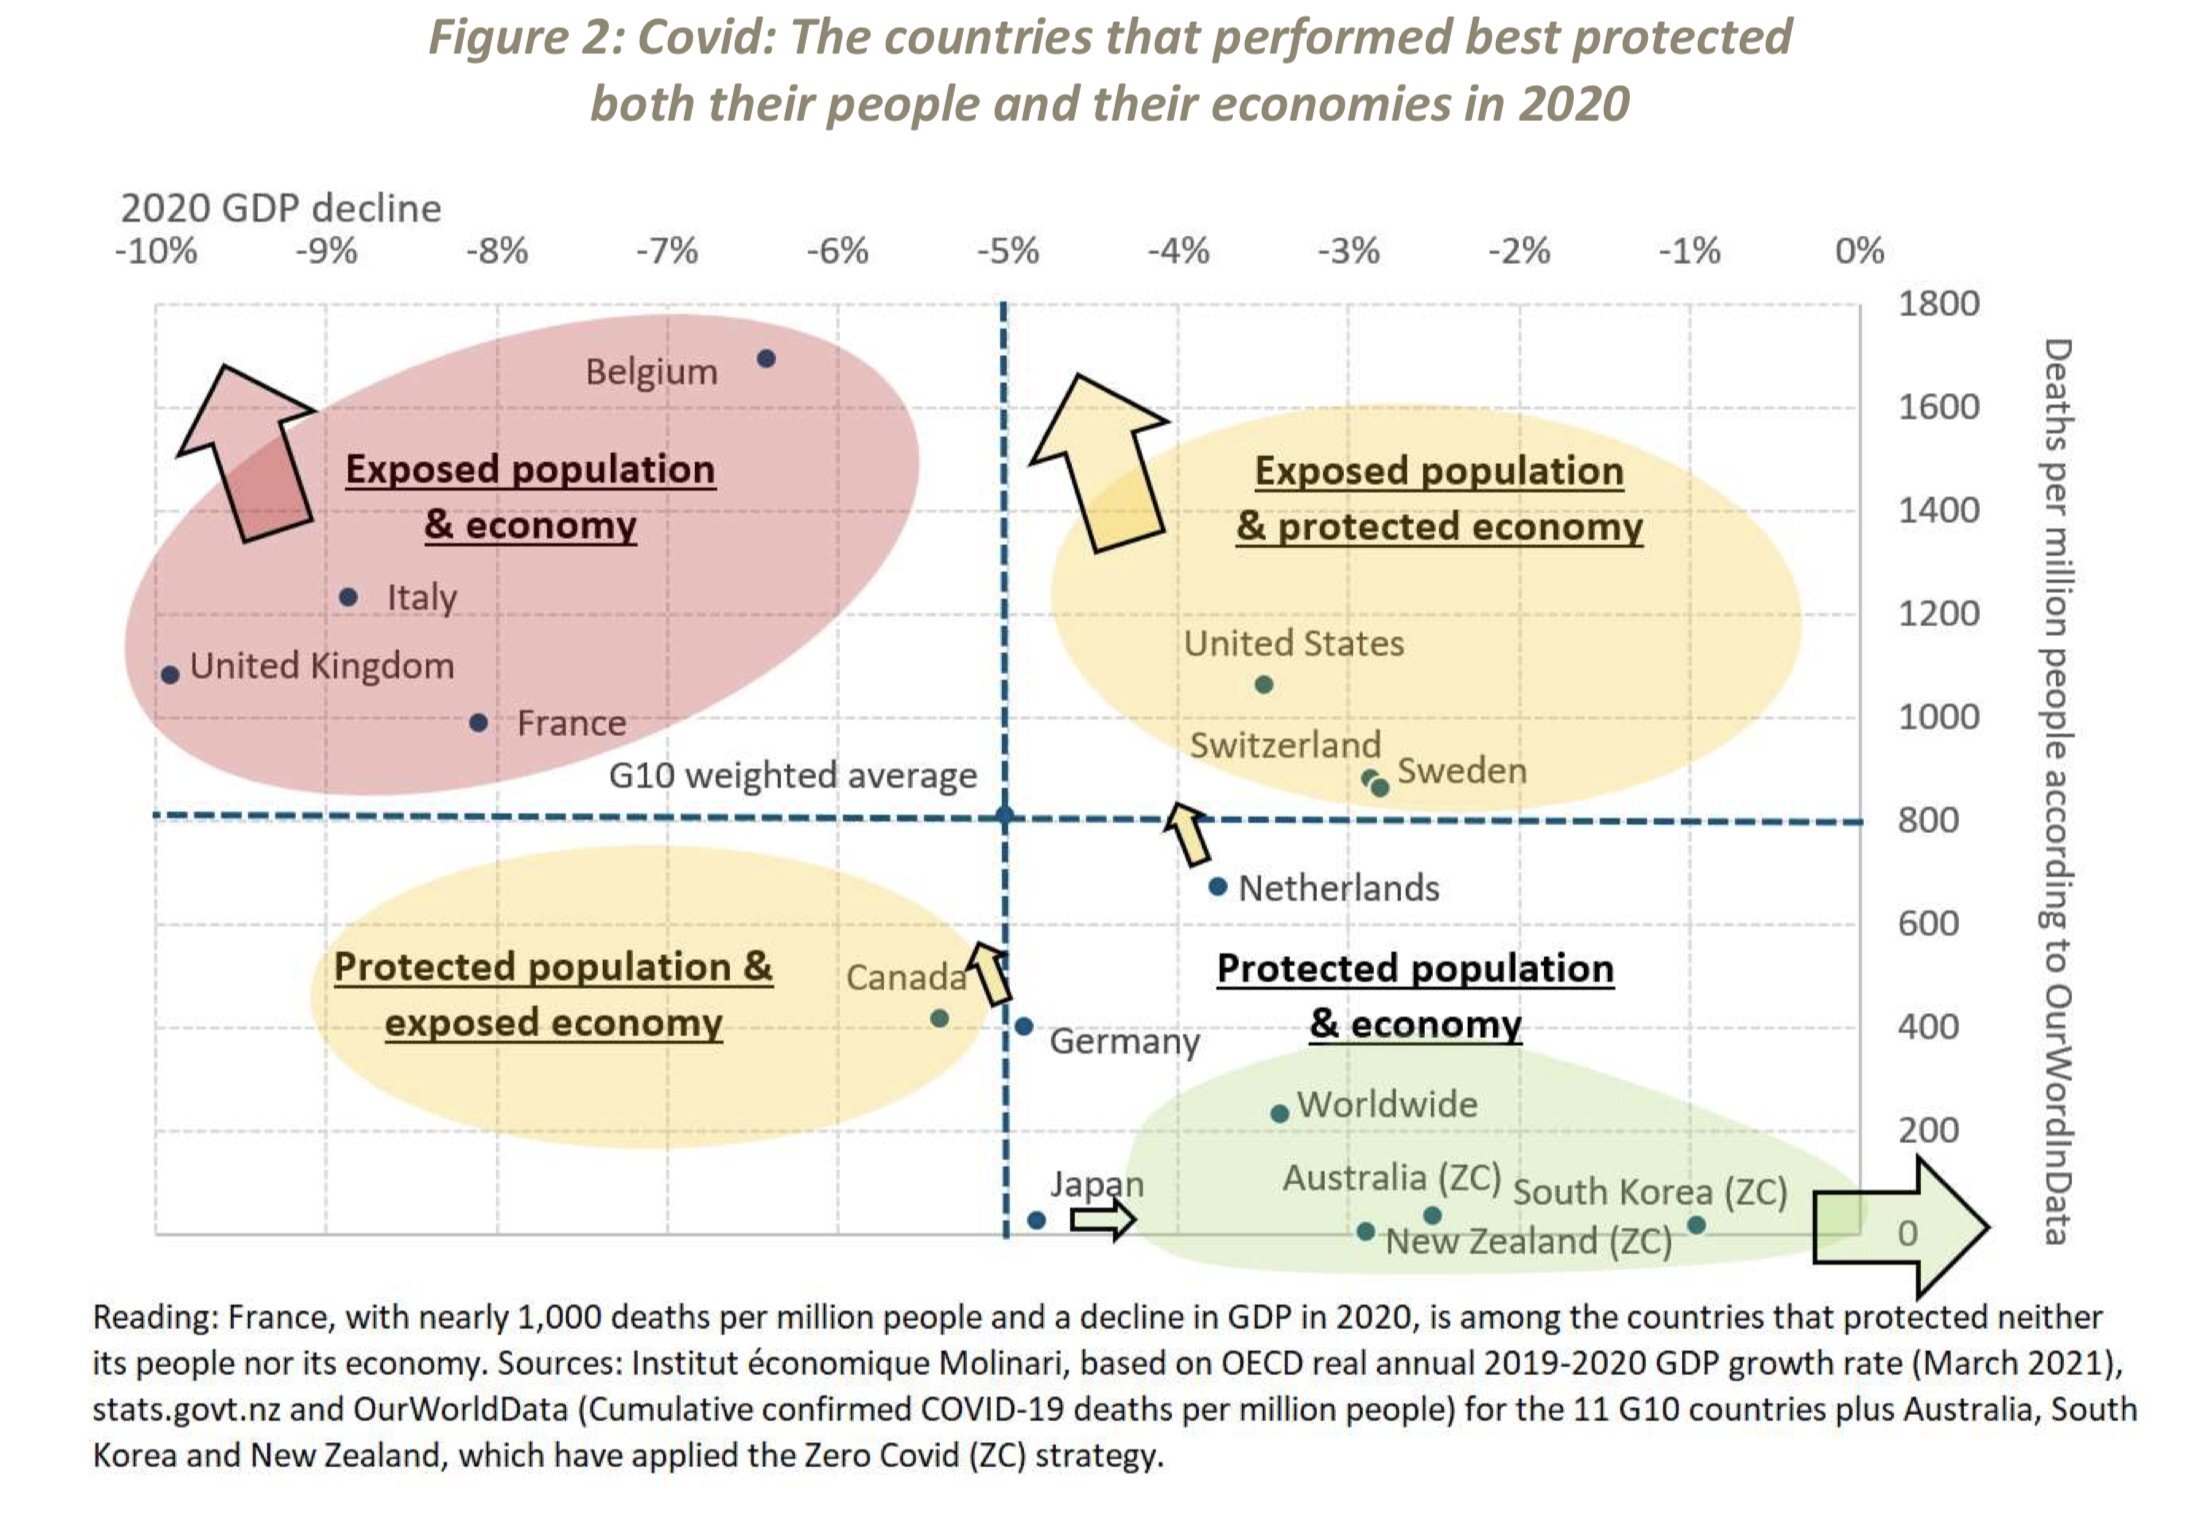 Figure 2: Covid: The countries that performed best protected
both their people and their economies in 2020
2020 GDP decline
-10% -9% -8% -7% -6% -5% -4% -3% -2% -1% 0%
1800
Belgium
1600
Exposed population
& economy
Exposed population
& protected economy
1400
Italy
1200
United States
United Kingdom
France
1000
Switzerland
Sweden
G10 weighted average
800
Netherlands
600
Protected population &
exposed economy
Canada
Protected population
& economy
Germany
400
Worldwide
200
Japan
Australia (ZC)
South Korea (ZC)
New Zealand (ZC)
0
Deaths per million people according to OurWordInData
Reading: France, with nearly 1,000 deaths per million people and a decline in GDP in 2020, is among the countries that protected neither
its people nor its economy. Sources: Institut économique Molinari, based on OECD real annual 2019-2020 GDP growth rate (March 2021),
stats.govt.nz and OurWorldData (Cumulative confirmed COVID-19 deaths per million people) for the 11 G10 countries plus Australia, South
Korea and New Zealand, which have applied the Zero Covid (ZC) strategy.